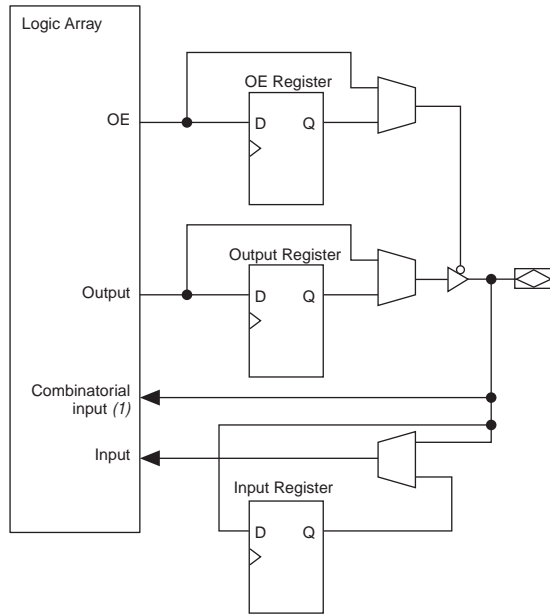 Logic Array
OE Register
OE
D
Q
Output Register
Output
D
Q
Combinatorial
input (1)
Input
Input Register
D
Q